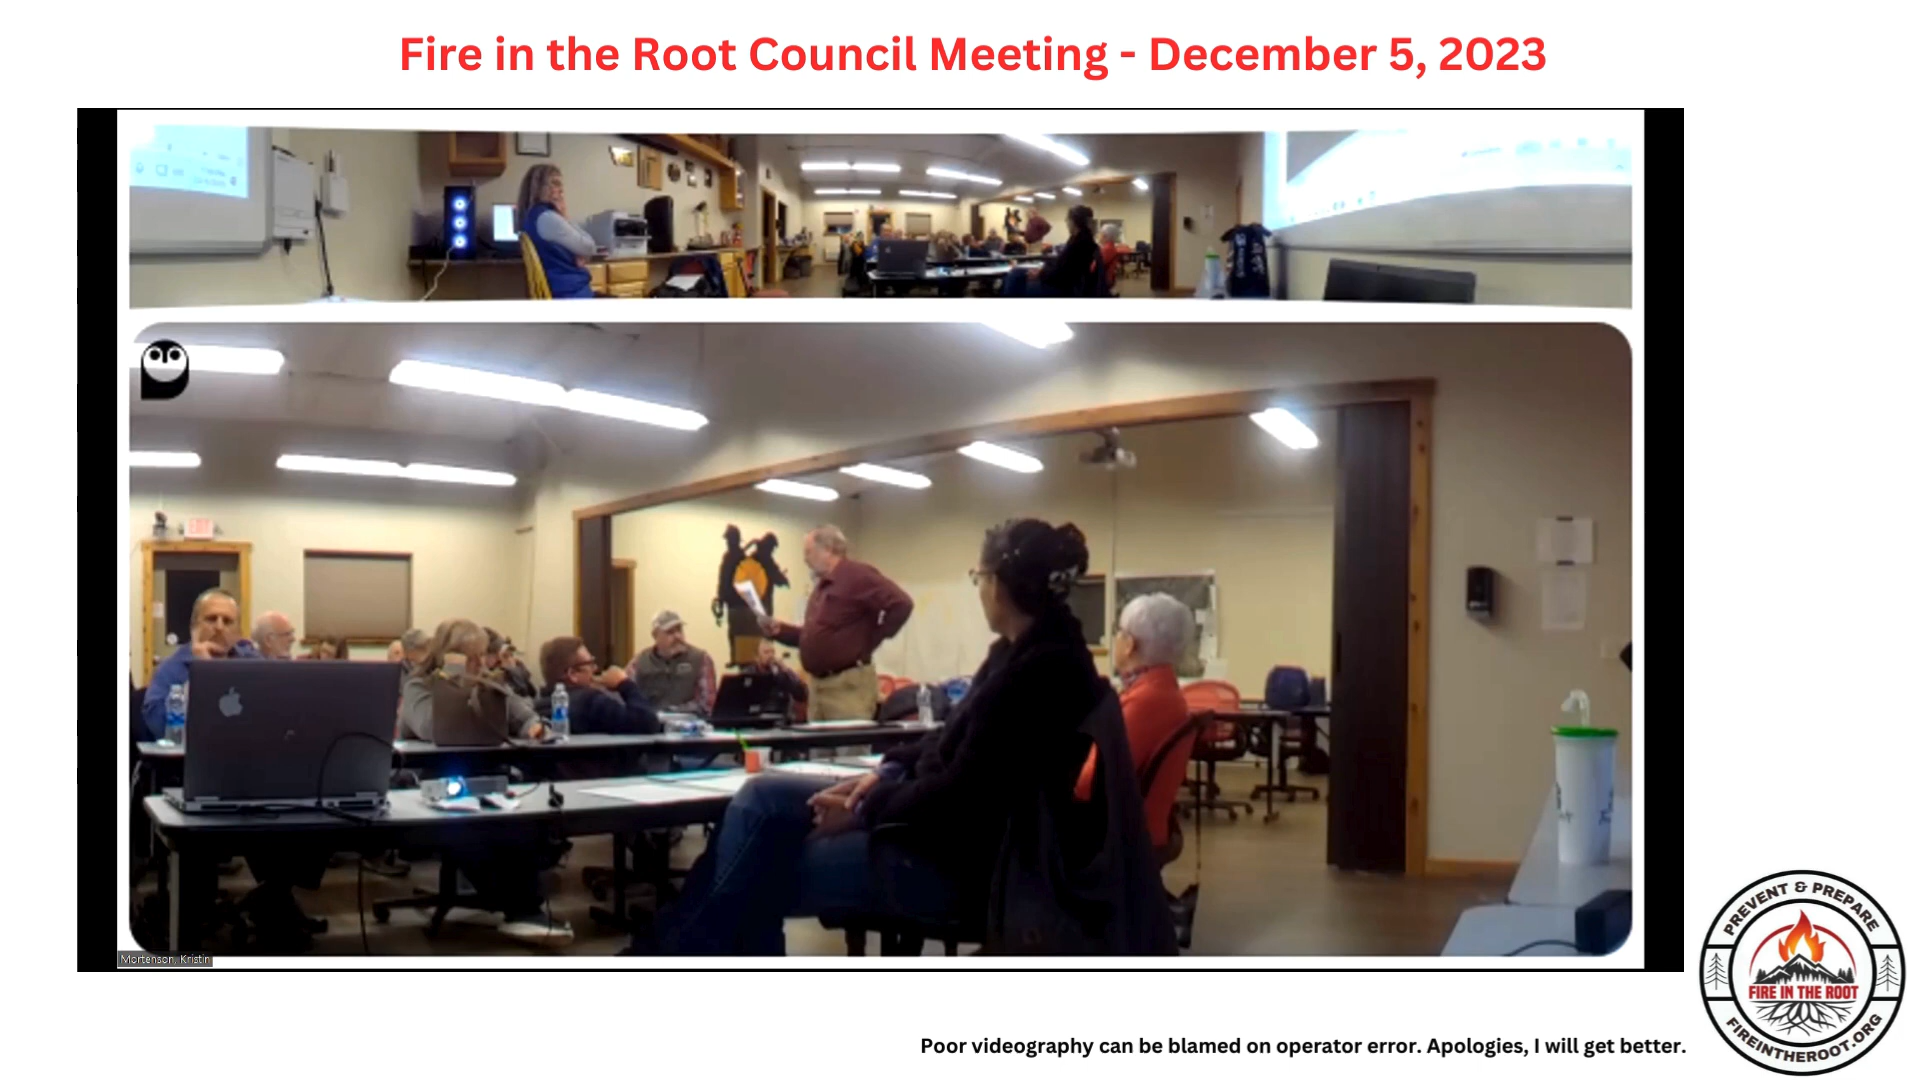 Fire in the Root Council Meeting - December 5, 2023
EXIT
Mortenson, Kristin
PREVENT & PREPARE
FIRE IN THE ROOT
FIREINTHEROOT.ORG
Poor videography can be blamed on operator error. Apologies, I will get better.